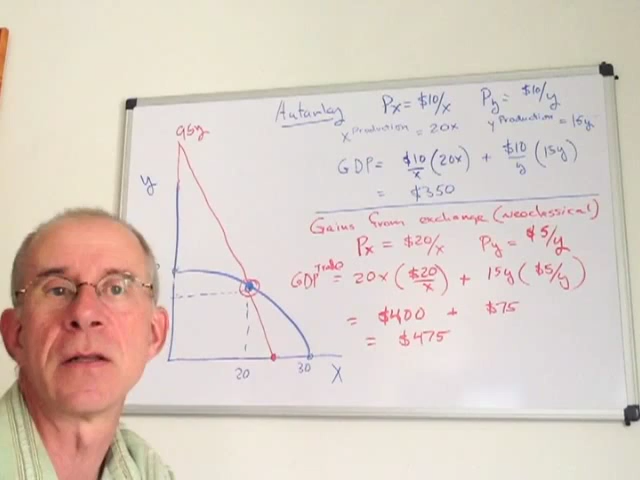 Autarky Px = $10/x Py = $10/y
x Production = 20x y Production = 15y
GDP = $10/x (20x) + $10/y (15y)
= $350
Gains from exchange (neoclassical)
Px = $20/x Py = $5/y
GDP Trade = 20x ($20/x) + 15y ($5/y)
= $400 + $75
= $475
95y
y
20 30 X